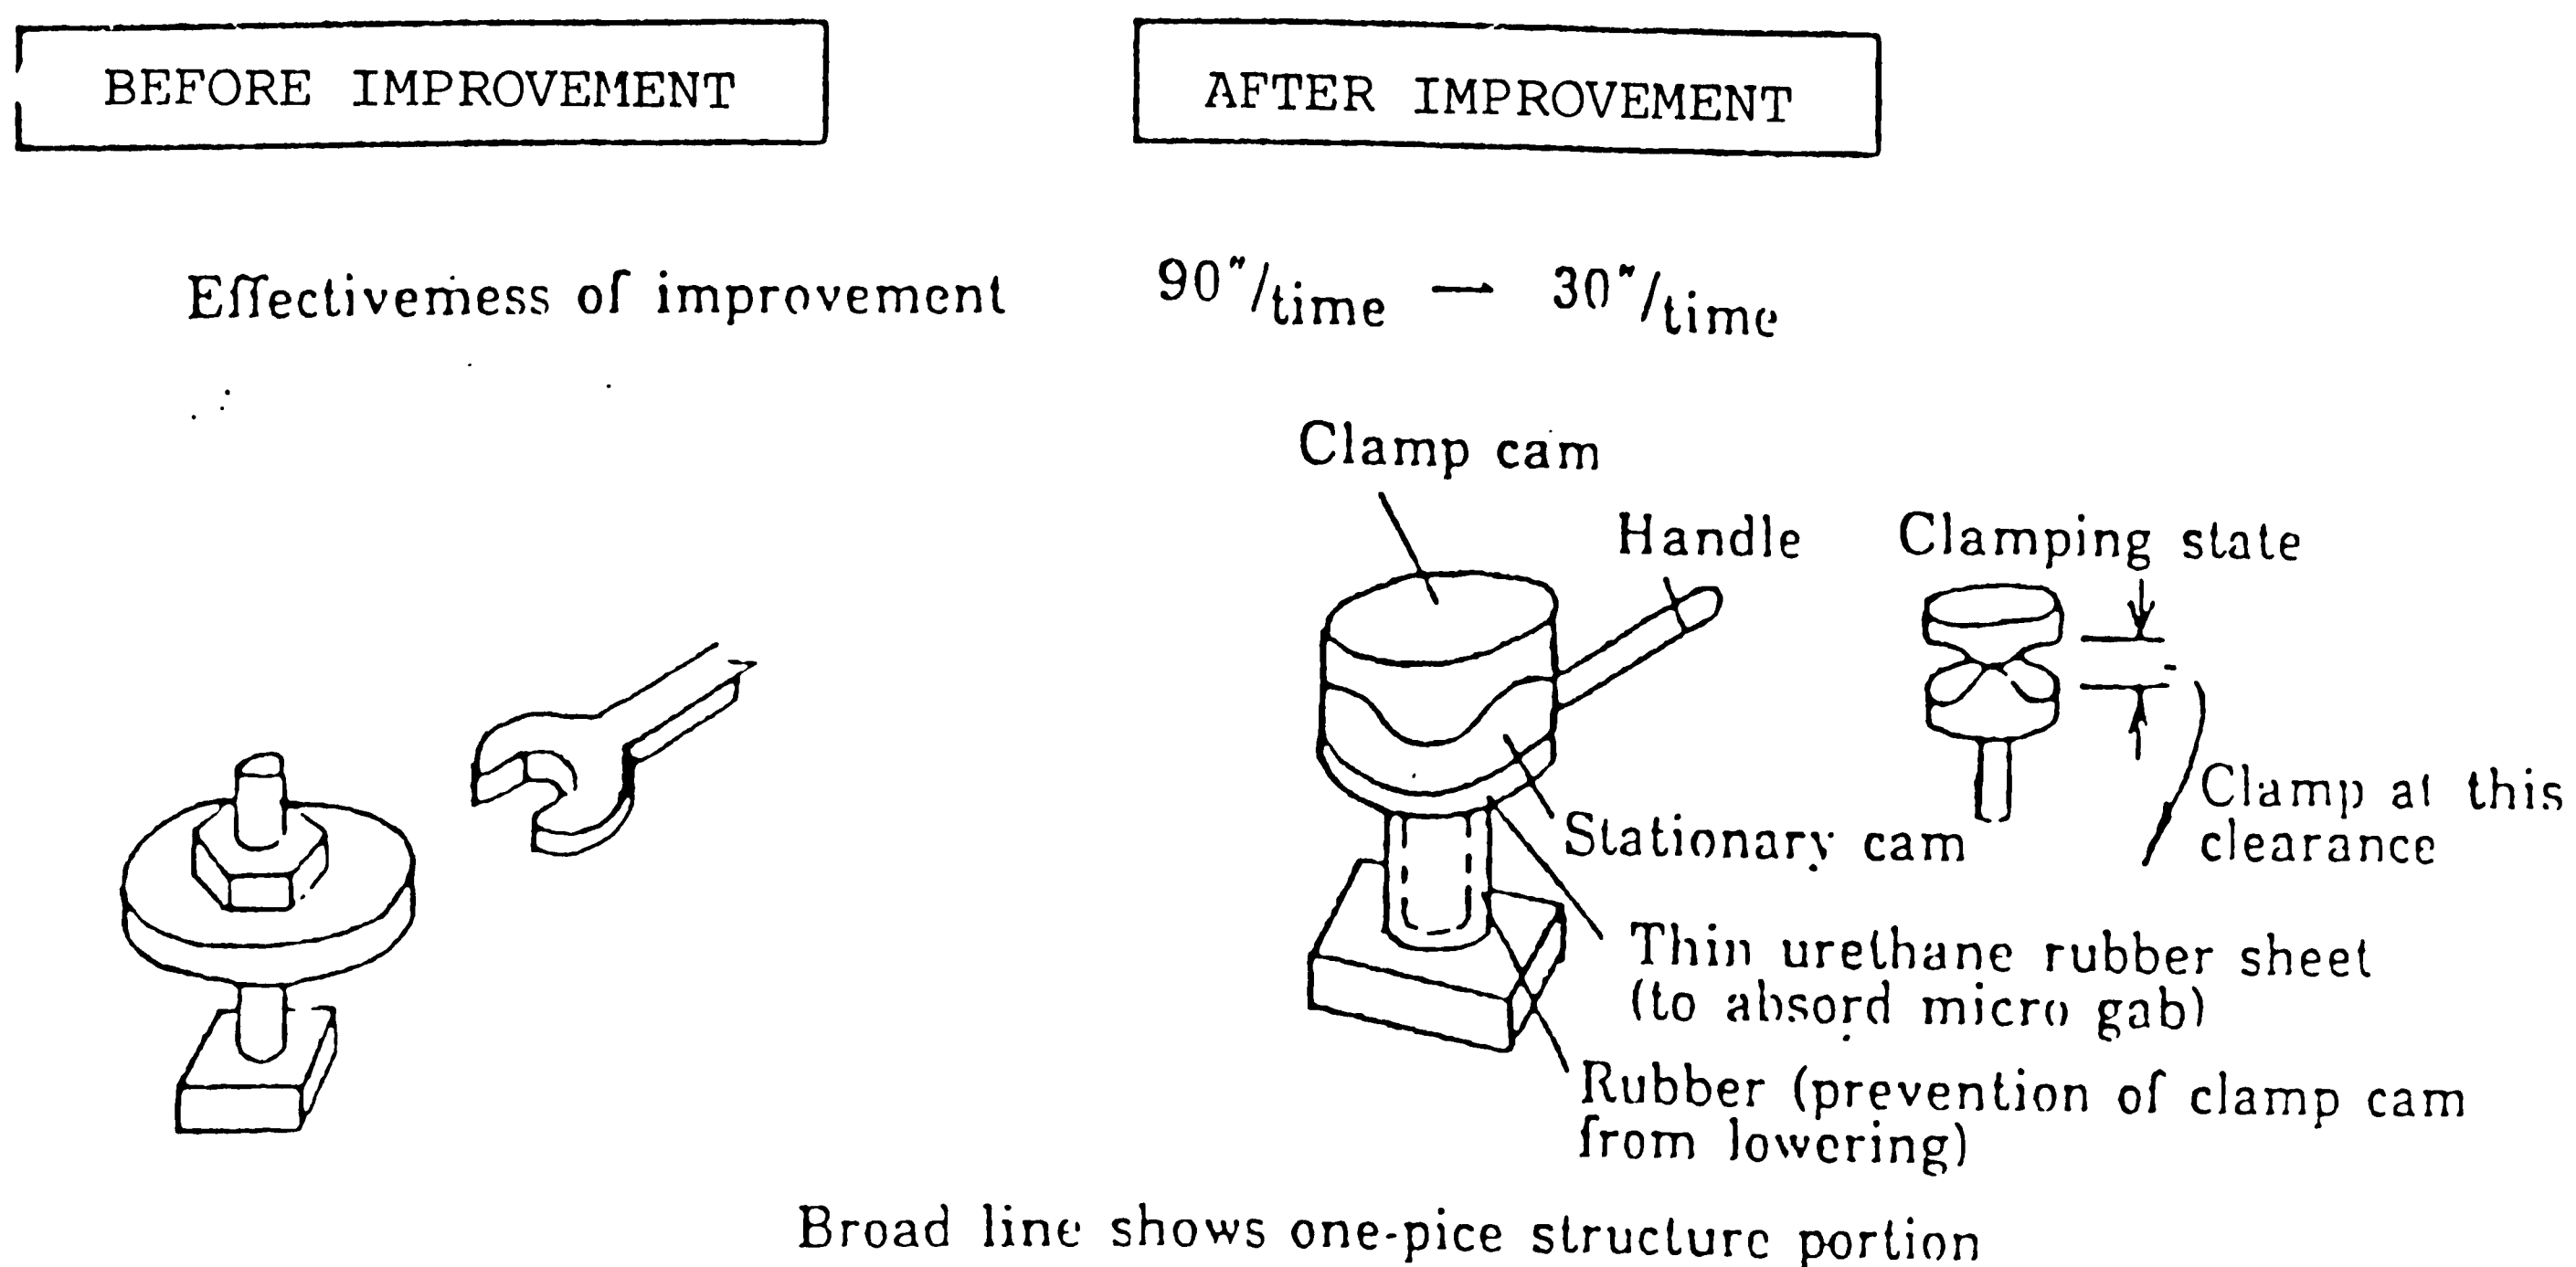 BEFORE IMPROVEMENT
AFTER IMPROVEMENT
Effectivemess of improvement 90"/time — 30"/time
Clamp cam
Handle
Clamping state
Clamp at this
clearance
Stationary cam
Thin urethane rubber sheet
(to absord micro gab)
Rubber (prevention of clamp cam
from lowering)
Broad line shows one-pice structure portion